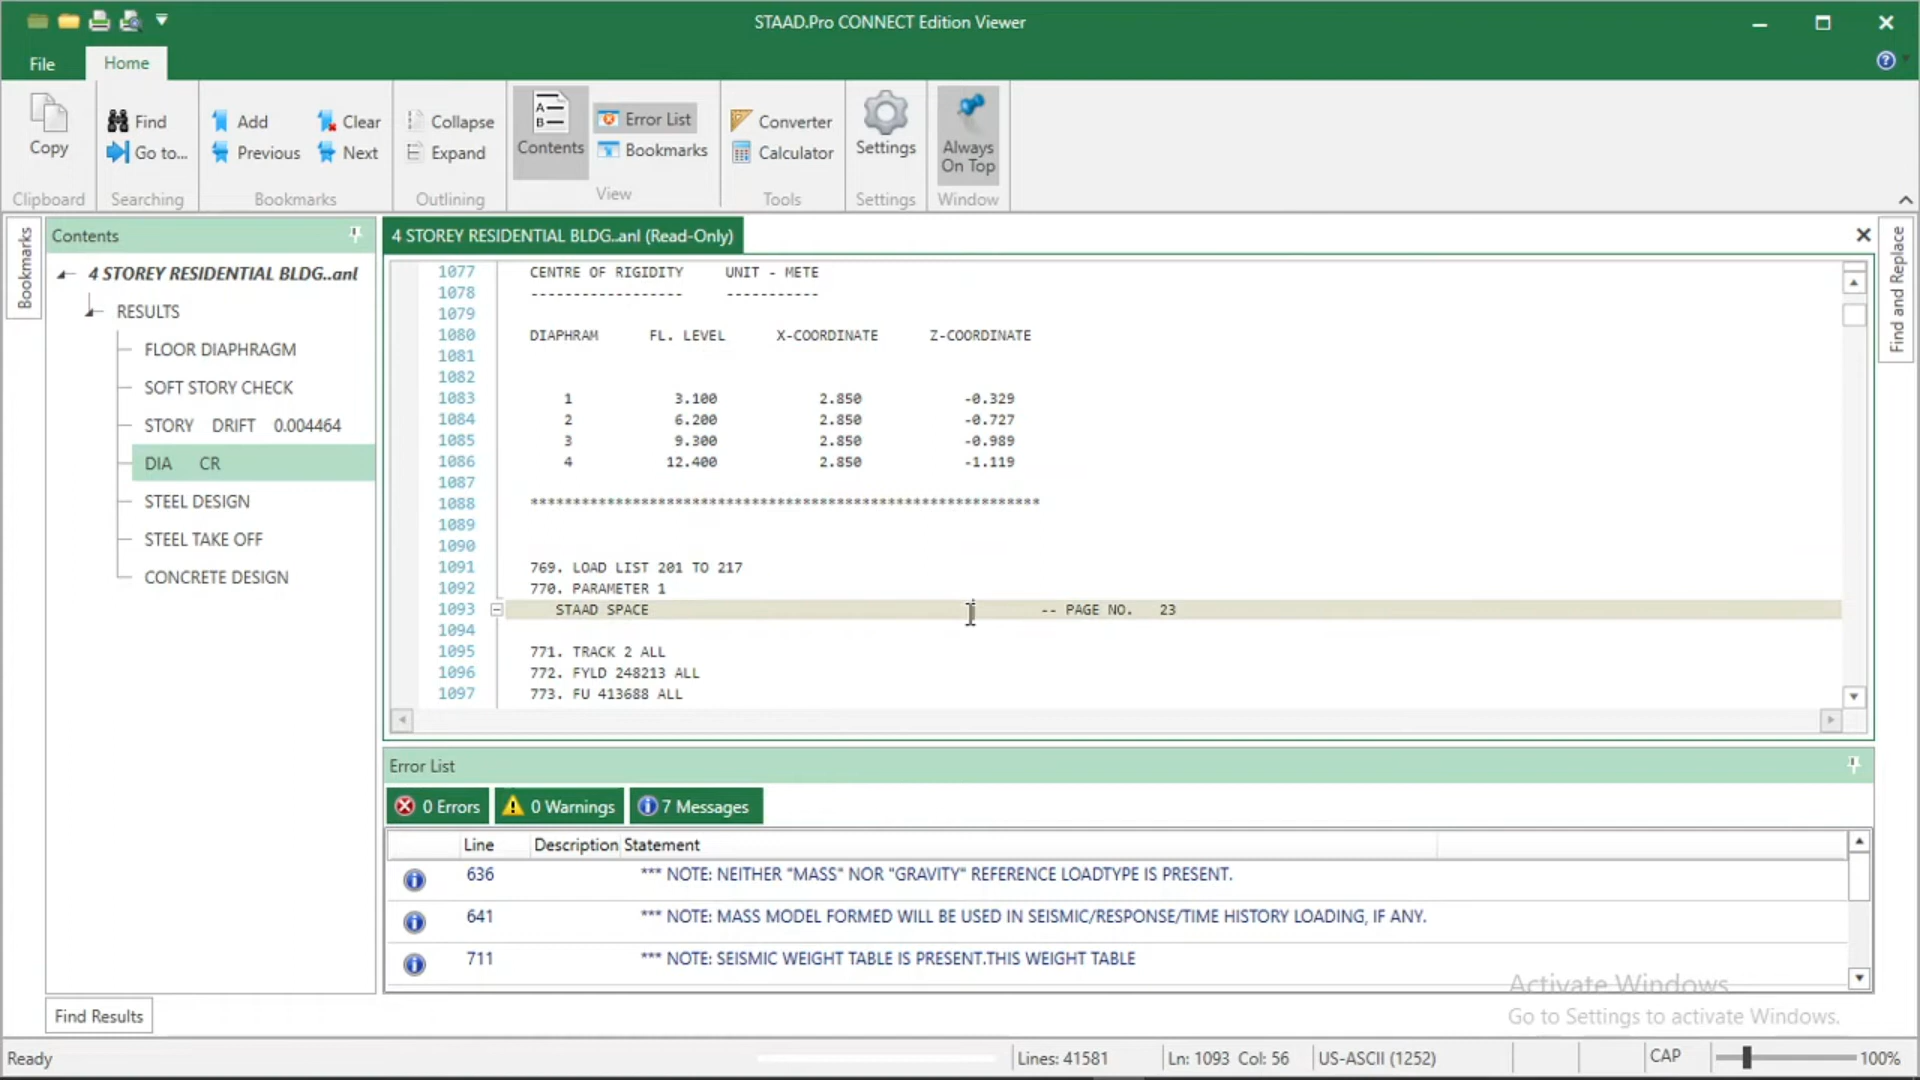 STAAD.Pro CONNECT Edition Viewer
File Home
Copy
Find
Go to...
Add
Previous
Clear
Next
Collapse
Expand
Contents
Error List
Bookmarks
Converter
Calculator
Settings
Always
On Top
Clipboard Searching Bookmarks Outlining View Tools Settings Window
Bookmarks
Contents
4 STOREY RESIDENTIAL BLDG..anl
RESULTS
FLOOR DIAPHRAGM
SOFT STORY CHECK
STORY DRIFT 0.004464
DIA CR
STEEL DESIGN
STEEL TAKE OFF
CONCRETE DESIGN
4 STOREY RESIDENTIAL BLDG..anl (Read-Only)
Find and Replace
1077 CENTRE OF RIGIDITY UNIT - METE
1078 ------------------ -----------
1079
1080 DIAPHRAM FL. LEVEL X-COORDINATE Z-COORDINATE
1081
1082
1083 1 3.100 2.850 -0.329
1084 2 6.200 2.850 -0.727
1085 3 9.300 2.850 -0.989
1086 4 12.400 2.850 -1.119
1087
1088 ************************************************************
1089
1090
1091 769. LOAD LIST 201 TO 217
1092 770. PARAMETER 1
1093 STAAD SPACE -- PAGE NO. 23
1094
1095 771. TRACK 2 ALL
1096 772. FYLD 248213 ALL
1097 773. FU 413688 ALL
Error List
0 Errors 0 Warnings 7 Messages
Line Description Statement
636 *** NOTE: NEITHER "MASS" NOR "GRAVITY" REFERENCE LOADTYPE IS PRESENT.
641 *** NOTE: MASS MODEL FORMED WILL BE USED IN SEISMIC/RESPONSE/TIME HISTORY LOADING, IF ANY.
711 *** NOTE: SEISMIC WEIGHT TABLE IS PRESENT.THIS WEIGHT TABLE
Activate Windows
Go to Settings to activate Windows.
Find Results
Ready Lines: 41581 Ln: 1093 Col: 56 US-ASCII (1252) CAP 100%